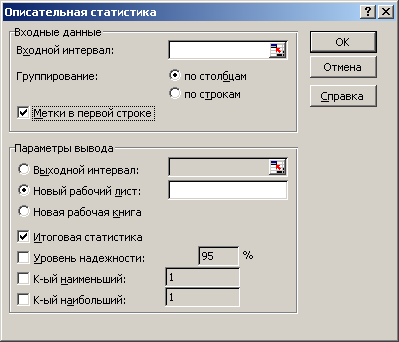 Описательная статистика
Входные данные
Входной интервал:
Группирование:
по столбцам
по строкам
Метки в первой строке
OK
Отмена
Справка
Параметры вывода
Выходной интервал:
Новый рабочий лист:
Новая рабочая книга
Итоговая статистика
Уровень надежности: 95 %
К-ый наименьший: 1
К-ый наибольший: 1